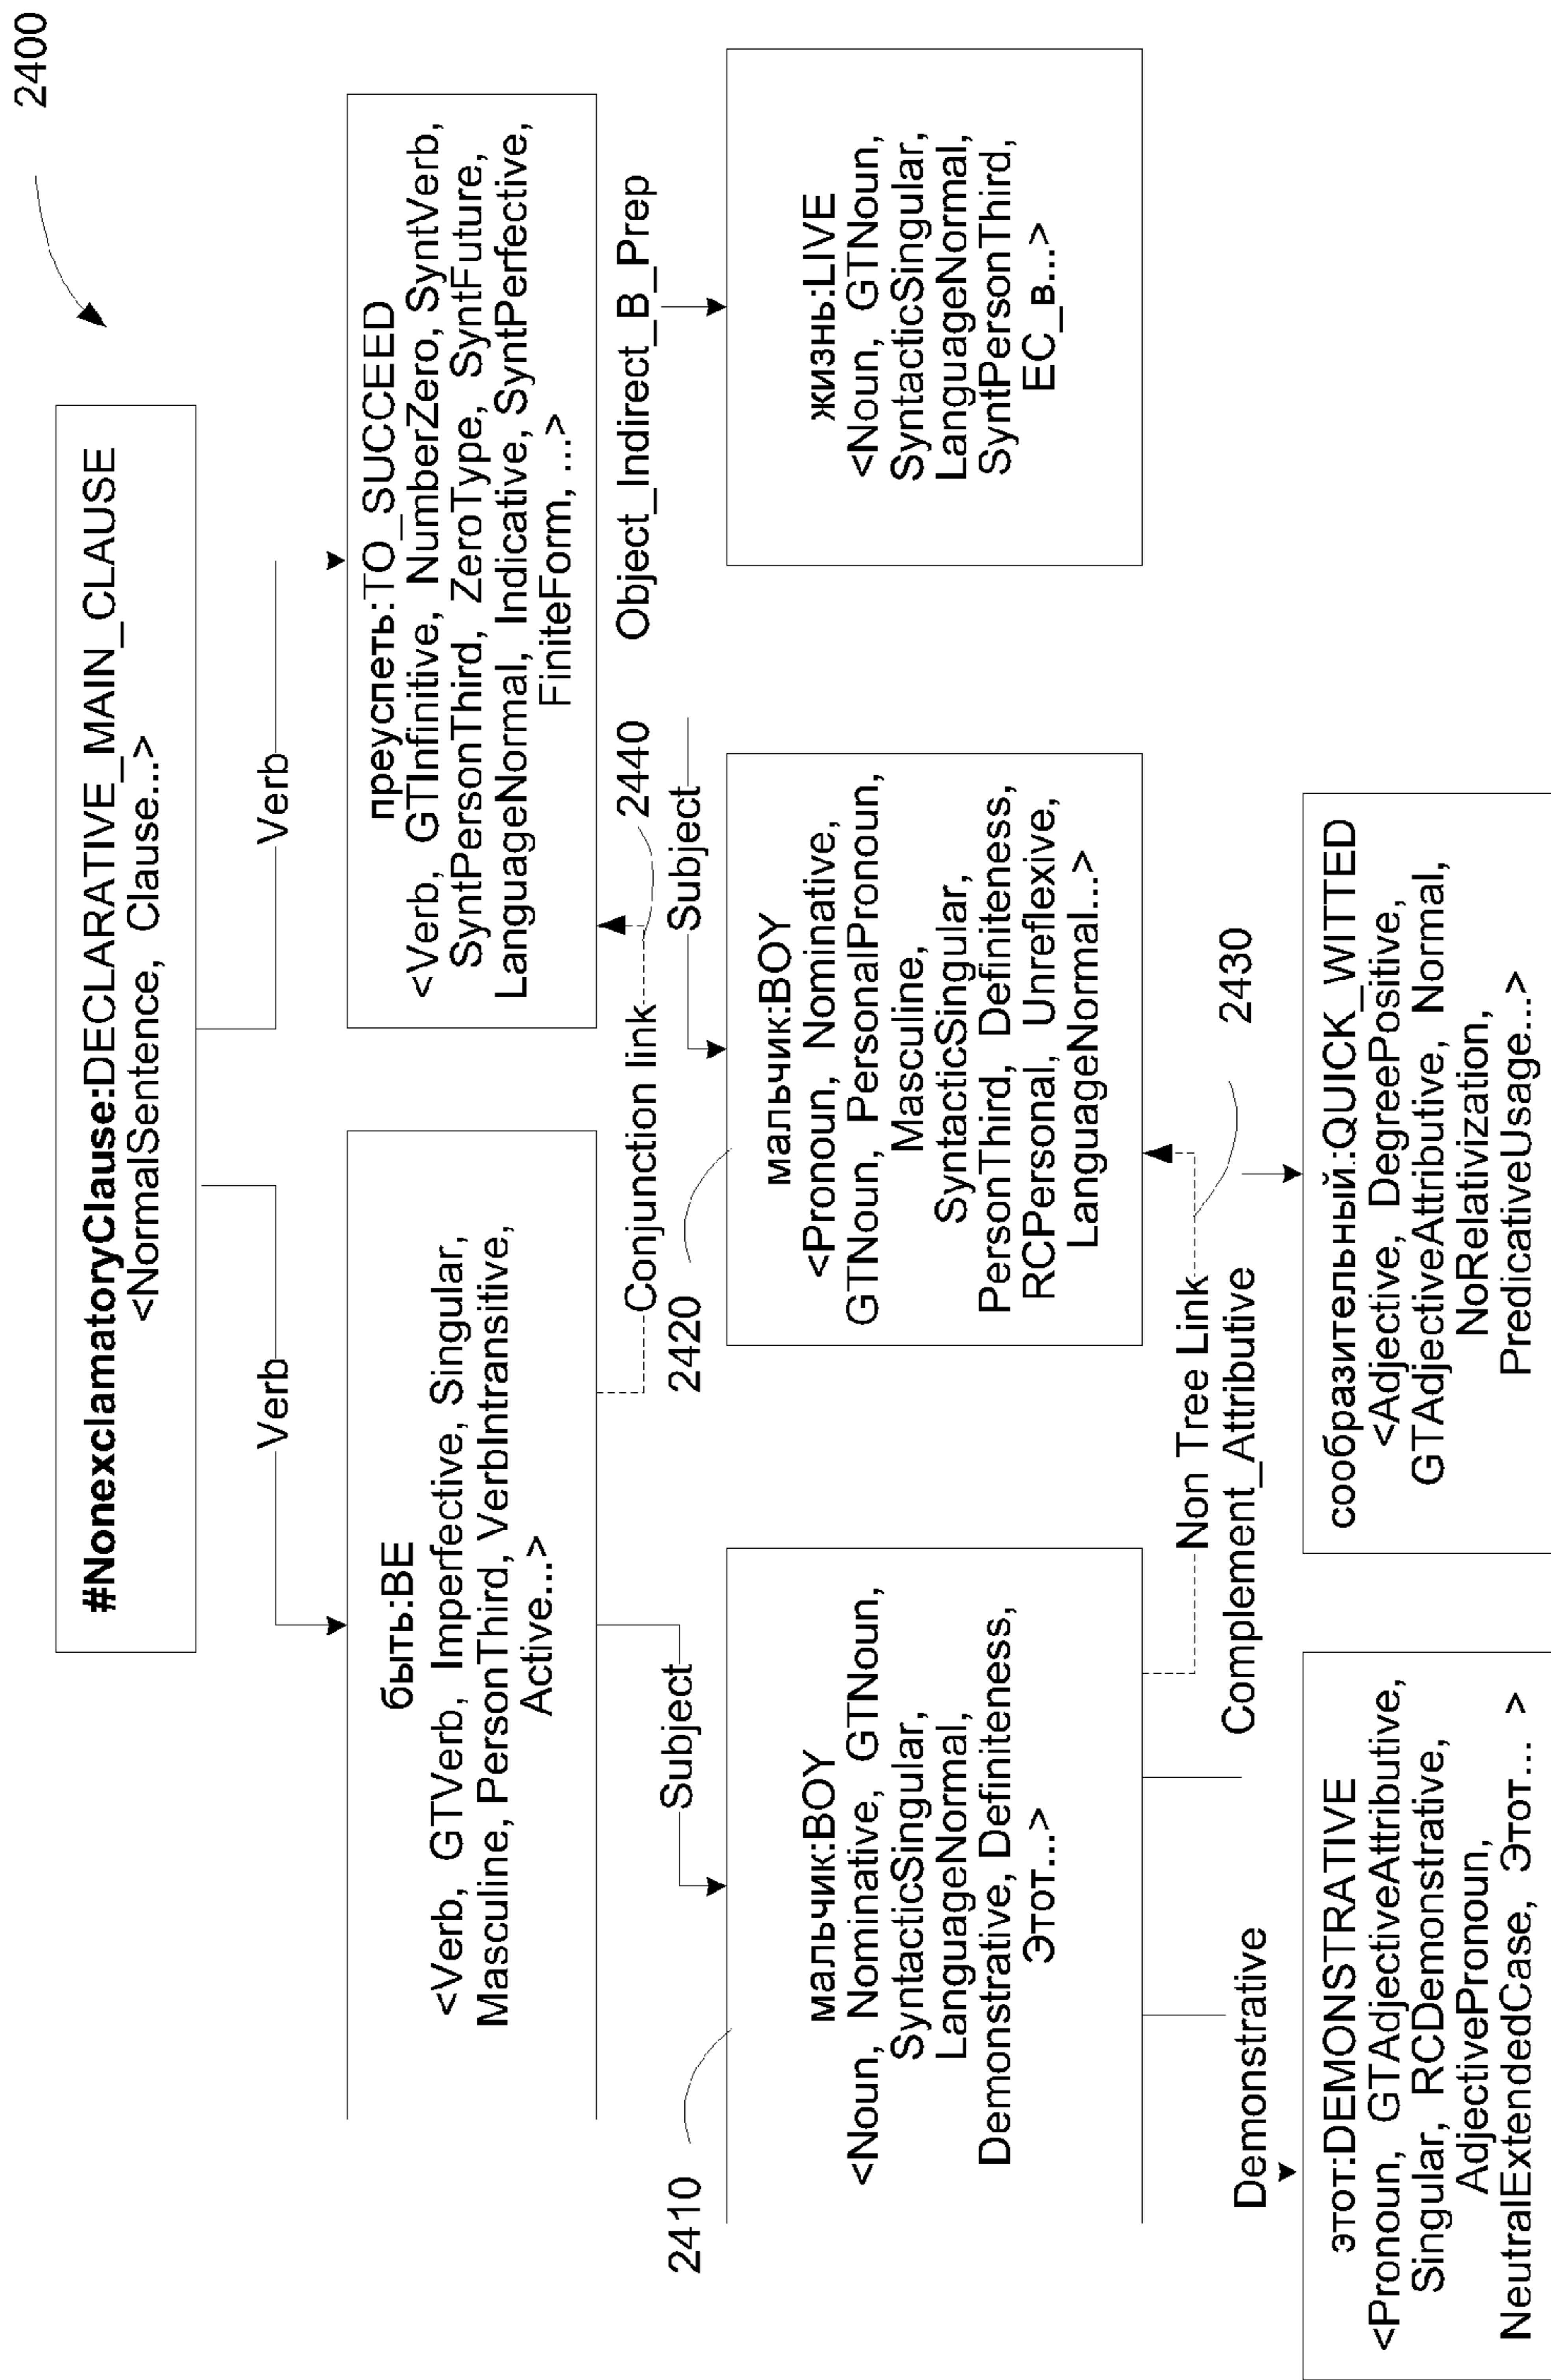 2400
#NonexclamatoryClause:DECLARATIVE_MAIN_CLAUSE
<NormalSentence, Clause...>
Verb
Verb
быть:BE
<Verb, GTVerb, Imperfective, Singular,
Masculine, PersonThird, VerbIntransitive,
Active...>
преуспеть:TO_SUCCEED
<Verb, GTInfinitive, NumberZero, SyntVerb,
SyntPersonThird, ZeroType, SyntFuture,
LanguageNormal, Indicative, SyntPerfective,
FiniteForm, ...>
Conjunction link
2440
Object_Indirect_B_Prep
2410
Subject
2420
Subject
мальчик:BOY
<Noun, Nominative, GTNoun,
SyntacticSingular,
LanguageNormal,
Demonstrative, Definiteness,
Этот...>
мальчик:BOY
<Pronoun, Nominative,
GTNoun, PersonalPronoun,
Masculine,
SyntacticSingular,
PersonThird, Definiteness,
RCPersonal, Unreflexive,
LanguageNormal...>
жизнь:LIVE
<Noun, GTNoun,
SyntacticSingular,
LanguageNormal,
SyntPersonThird,
EC_в...>
Non Tree Link
2430
Demonstrative
Complement_Attributive
этот:DEMONSTRATIVE
<Pronoun, GTAdjectiveAttributive,
Singular, RCDemonstrative,
AdjectivePronoun,
NeutralExtendedCase, Этот... >
сообразительный:QUICK_WITTED
<Adjective, DegreePositive,
GTAdjectiveAttributive, Normal,
NoRelativization,
PredicativeUsage...>